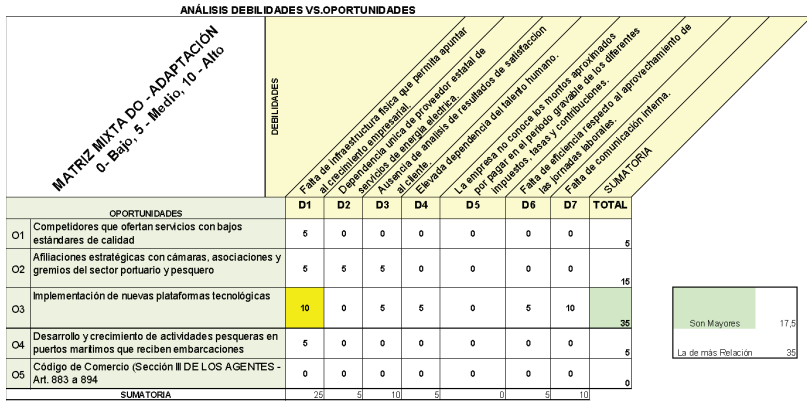 ANÁLISIS DEBILIDADES VS.OPORTUNIDADES
MATRIZ MIXTA DO - ADAPTACIÓN
0- Bajo, 5 - Medio, 10 - Alto
DEBILIDADES
Falta de infraestructura física que permita apuntar
al crecimiento empresarial.
Dependencia unica de proveedor estatal de
servicios de energía electrica.
Ausencia de analisis de resultados de satisfaccion
al cliente.
Elevada dependencia del talento humano.
La empresa no conoce los montos aproximados
por pagar en el periodo gravable de los diferentes
impuestos, tasas y contribuciones.
Falta de eficiencia respecto al aprovechamiento de
las jornadas laborales.
Falta de comunicación interna.
SUMATORIA
OPORTUNIDADES D1 D2 D3 D4 D5 D6 D7 TOTAL
O1 Competidores que ofertan servicios con bajos
estándares de calidad 5 0 0 0 0 0 0 5
O2 Afiliaciones estratégicas con cámaras, asociaciones y
gremios del sector portuario y pesquero 5 5 5 0 0 0 0 15
O3 Implementación de nuevas plataformas tecnológicas 10 0 5 5 0 5 10 35
O4 Desarrollo y crecimiento de actividades pesqueras en
puertos marítimos que reciben embarcaciones 5 0 0 0 0 0 0 5
O5 Código de Comercio (Sección III DE LOS AGENTES -
Art. 883 a 894 0 0 0 0 0 0 0 0
SUMATORIA 25 5 10 5 0 5 10
Son Mayores 17,5
La de más Relación 35